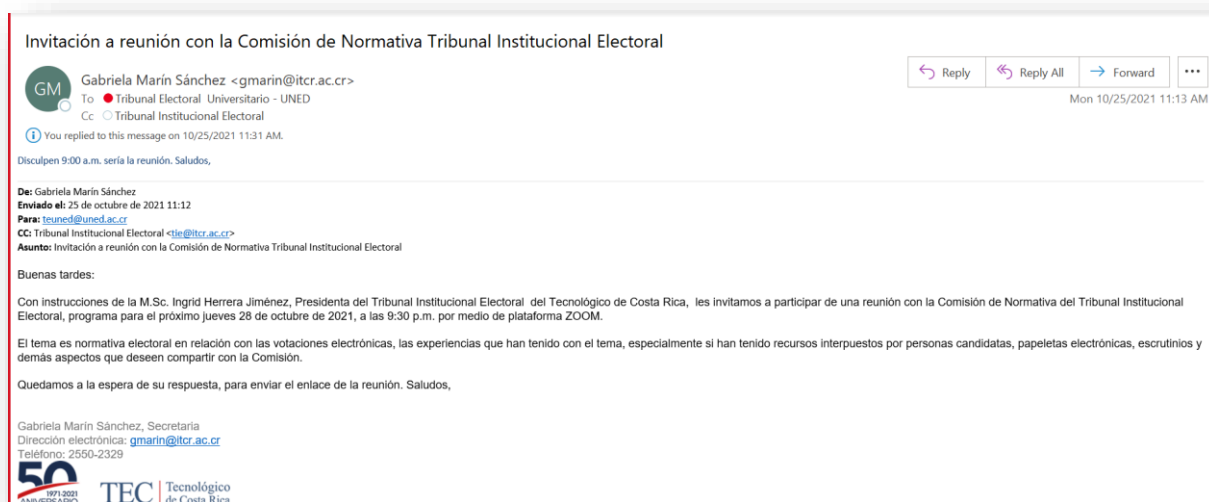 Invitación a reunión con la Comisión de Normativa Tribunal Institucional Electoral
GM
Gabriela Marín Sánchez <gmarin@itcr.ac.cr>
To Tribunal Electoral Universitario - UNED
Cc Tribunal Institucional Electoral
Reply Reply All Forward ...
Mon 10/25/2021 11:13 AM
You replied to this message on 10/25/2021 11:31 AM.
Disculpen 9:00 a.m. sería la reunión. Saludos,
De: Gabriela Marín Sánchez
Enviado el: 25 de octubre de 2021 11:12
Para: teuned@uned.ac.cr
CC: Tribunal Institucional Electoral <tie@itcr.ac.cr>
Asunto: Invitación a reunión con la Comisión de Normativa Tribunal Institucional Electoral
Buenas tardes:
Con instrucciones de la M.Sc. Ingrid Herrera Jiménez, Presidenta del Tribunal Institucional Electoral del Tecnológico de Costa Rica, les invitamos a participar de una reunión con la Comisión de Normativa del Tribunal Institucional
Electoral, programa para el próximo jueves 28 de octubre de 2021, a las 9:30 p.m. por medio de plataforma ZOOM.
El tema es normativa electoral en relación con las votaciones electrónicas, las experiencias que han tenido con el tema, especialmente si han tenido recursos interpuestos por personas candidatas, papeletas electrónicas, escrutinios y
demás aspectos que deseen compartir con la Comisión.
Quedamos a la espera de su respuesta, para enviar el enlace de la reunión. Saludos,
Gabriela Marín Sánchez, Secretaria
Dirección electrónica: gmarin@itcr.ac.cr
Teléfono: 2550-2329
50
1971-2021
ANIVERSARIO
TEC Tecnológico
de Costa Rica